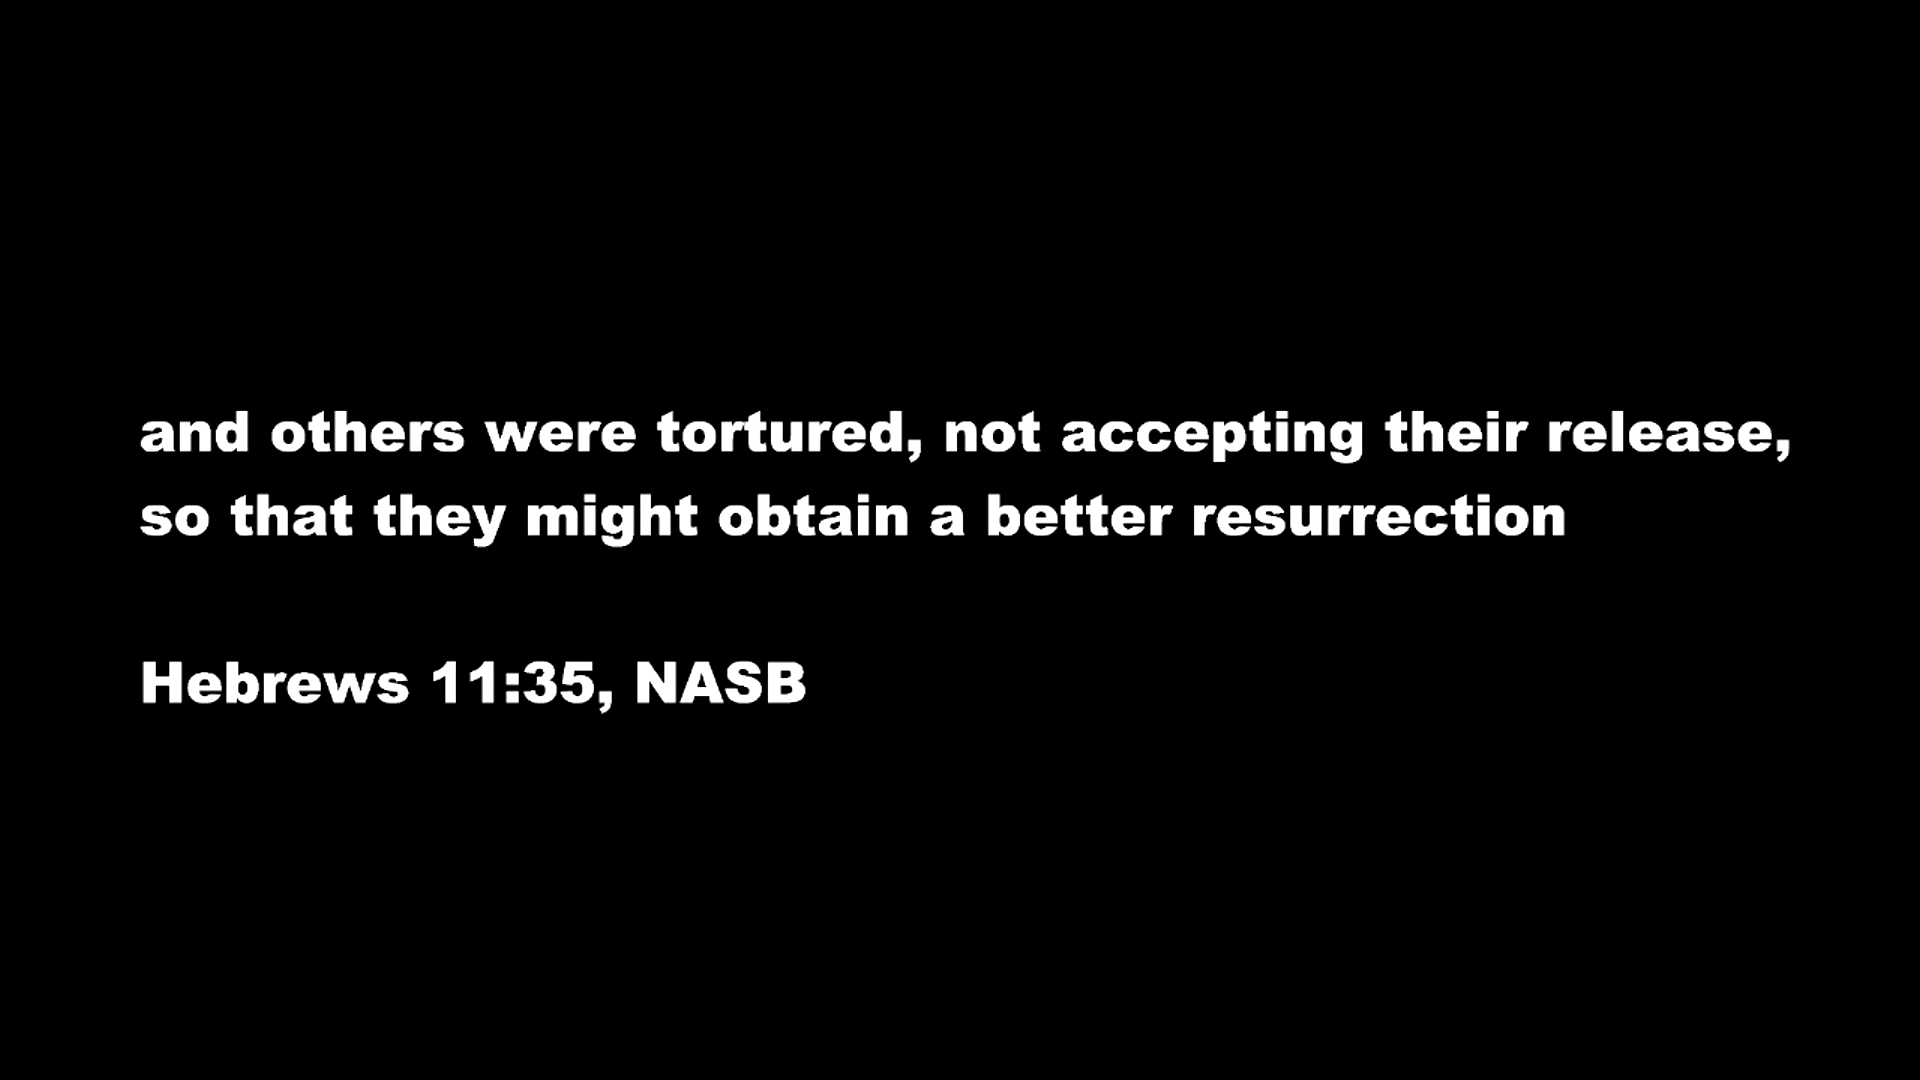 and others were tortured, not accepting their release,
so that they might obtain a better resurrection
Hebrews 11:35, NASB